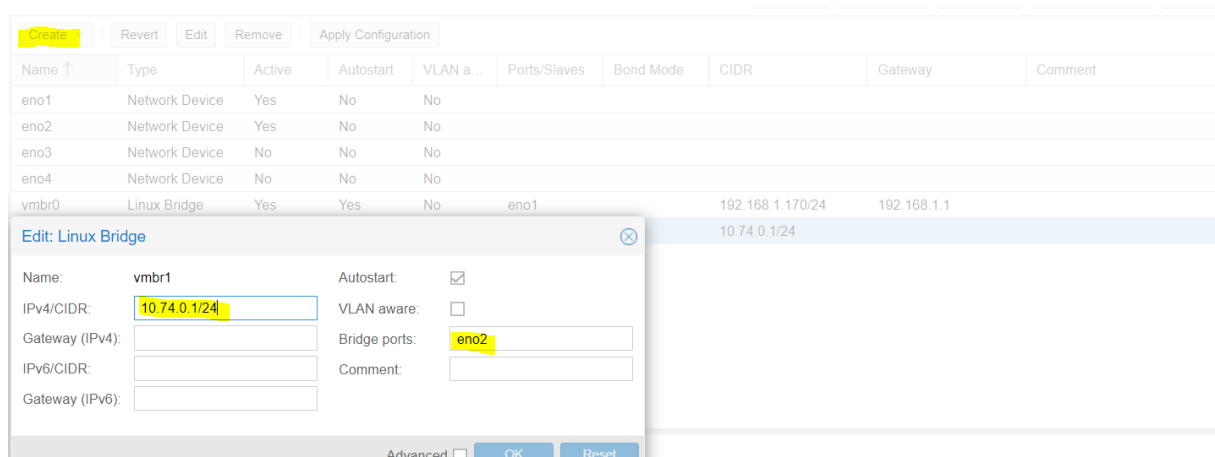 Create Revert Edit Remove Apply Configuration
Name ↑ Type Active Autostart VLAN a... Ports/Slaves Bond Mode CIDR Gateway Comment
eno1 Network Device Yes No No
eno2 Network Device Yes No No
eno3 Network Device No No No
eno4 Network Device No No No
vmbr0 Linux Bridge Yes Yes No eno1 192.168.1.170/24 192.168.1.1
10.74.0.1/24
Edit: Linux Bridge
Name: vmbr1 Autostart:
IPv4/CIDR: 10.74.0.1/24 VLAN aware:
Gateway (IPv4): Bridge ports: eno2
IPv6/CIDR: Comment:
Gateway (IPv6):
Advanced OK Reset